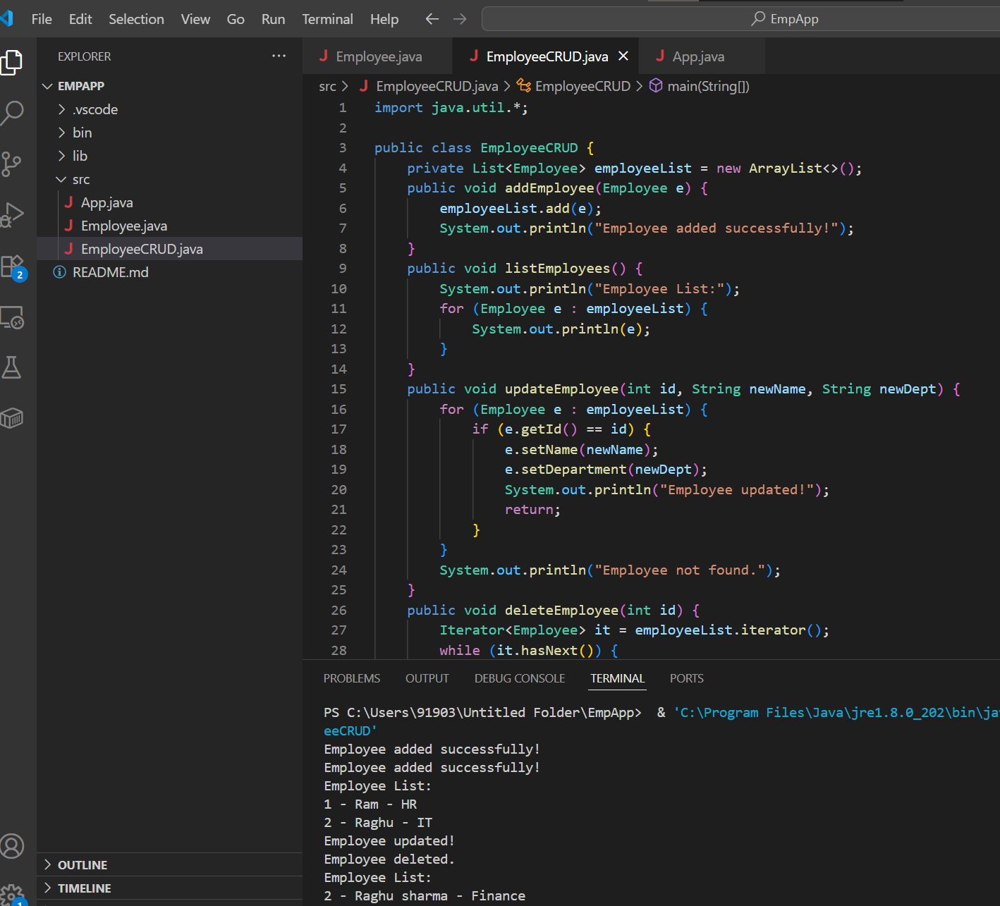 File Edit Selection View Go Run Terminal Help EmpApp
EXPLORER
EMPAPP
.vscode
bin
lib
src
App.java
Employee.java
EmployeeCRUD.java
README.md
2
OUTLINE
TIMELINE
1
Employee.java EmployeeCRUD.java App.java
src > EmployeeCRUD.java > EmployeeCRUD > main(String[])
1 import java.util.*;
2
3 public class EmployeeCRUD {
4 private List<Employee> employeeList = new ArrayList<>();
5 public void addEmployee(Employee e) {
6 employeeList.add(e);
7 System.out.println("Employee added successfully!");
8 }
9 public void listEmployees() {
10 System.out.println("Employee List:");
11 for (Employee e : employeeList) {
12 System.out.println(e);
13 }
14 }
15 public void updateEmployee(int id, String newName, String newDept) {
16 for (Employee e : employeeList) {
17 if (e.getId() == id) {
18 e.setName(newName);
19 e.setDepartment(newDept);
20 System.out.println("Employee updated!");
21 return;
22 }
23 }
24 System.out.println("Employee not found.");
25 }
26 public void deleteEmployee(int id) {
27 Iterator<Employee> it = employeeList.iterator();
28 while (it.hasNext()) {
PROBLEMS OUTPUT DEBUG CONSOLE TERMINAL PORTS
PS C:\Users\91903\Untitled Folder\EmpApp> & 'C:\Program Files\Java\jre1.8.0_202\bin\jav
eeCRUD'
Employee added successfully!
Employee added successfully!
Employee List:
1 - Ram - HR
2 - Raghu - IT
Employee updated!
Employee deleted.
Employee List:
2 - Raghu sharma - Finance